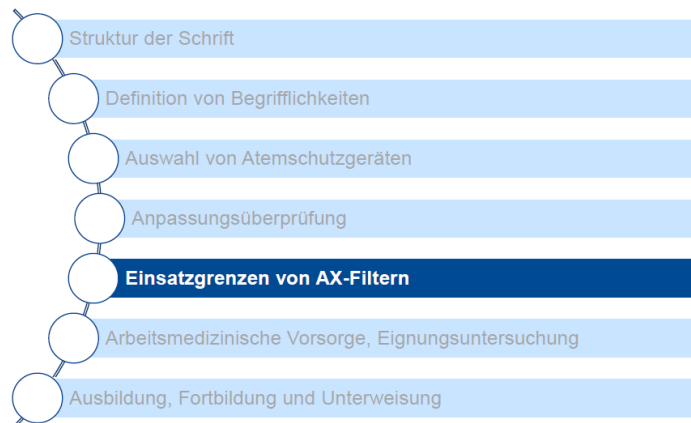 Struktur der Schrift
Definition von Begrifflichkeiten
Auswahl von Atemschutzgeräten
Anpassungsüberprüfung
Einsatzgrenzen von AX-Filtern
Arbeitsmedizinische Vorsorge, Eignungsuntersuchung
Ausbildung, Fortbildung und Unterweisung